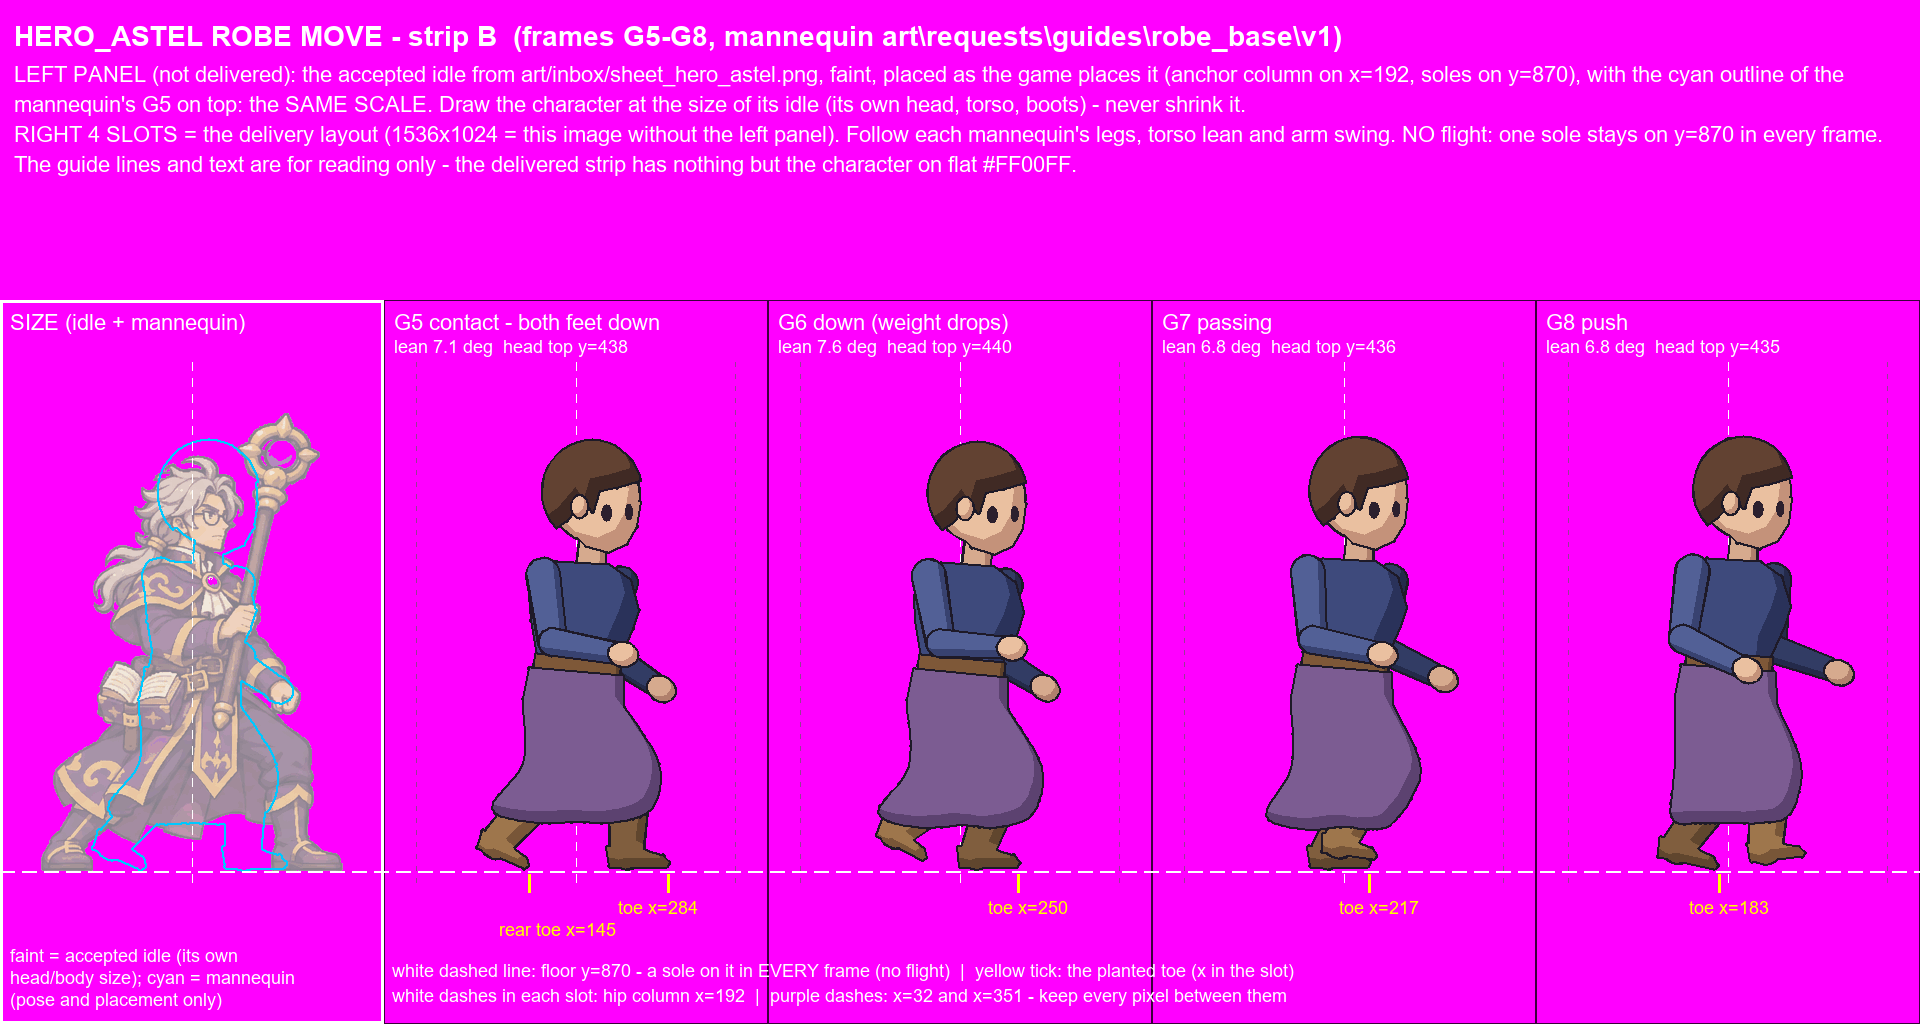 HERO_ASTEL ROBE MOVE - strip B  (frames G5-G8, mannequin art\requests\guides\robe_base\v1)
LEFT PANEL (not delivered): the accepted idle from art/inbox/sheet_hero_astel.png, faint, placed as the game places it (anchor column on x=192, soles on y=870), with the cyan outline of the
mannequin's G5 on top: the SAME SCALE. Draw the character at the size of its idle (its own head, torso, boots) - never shrink it.
RIGHT 4 SLOTS = the delivery layout (1536x1024 = this image without the left panel). Follow each mannequin's legs, torso lean and arm swing. NO flight: one sole stays on y=870 in every frame.
The guide lines and text are for reading only - the delivered strip has nothing but the character on flat #FF00FF.
SIZE (idle + mannequin)
G5 contact - both feet down
lean 7.1 deg  head top y=438
G6 down (weight drops)
lean 7.6 deg  head top y=440
G7 passing
lean 6.8 deg  head top y=436
G8 push
lean 6.8 deg  head top y=435
toe x=284
rear toe x=145
toe x=250
toe x=217
toe x=183
faint = accepted idle (its own
head/body size); cyan = mannequin
(pose and placement only)
white dashed line: floor y=870 - a sole on it in EVERY frame (no flight)  |  yellow tick: the planted toe (x in the slot)
white dashes in each slot: hip column x=192  |  purple dashes: x=32 and x=351 - keep every pixel between them